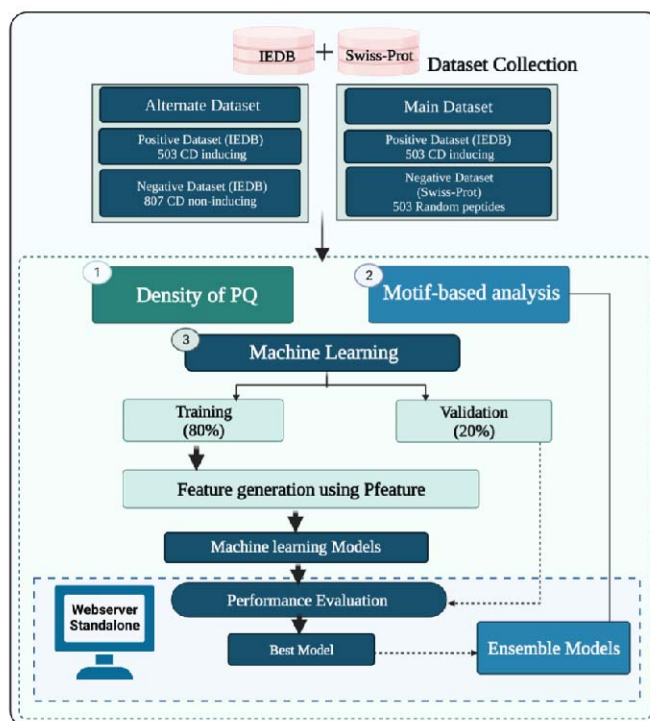 IEDB
+
Swiss-Prot
Dataset Collection
Alternate Dataset
Positive Dataset (IEDB)
503 CD inducing
Negative Dataset (IEDB)
807 CD non-inducing
Main Dataset
Positive Dataset (IEDB)
503 CD inducing
Negative Dataset
(Swiss-Prot)
503 Random peptides
1
Density of PQ
2
Motif-based analysis
3
Machine Learning
Training
(80%)
Validation
(20%)
Feature generation using Pfeature
Machine learning Models
Webserver
Standalone
Performance Evaluation
Best Model
Ensemble Models